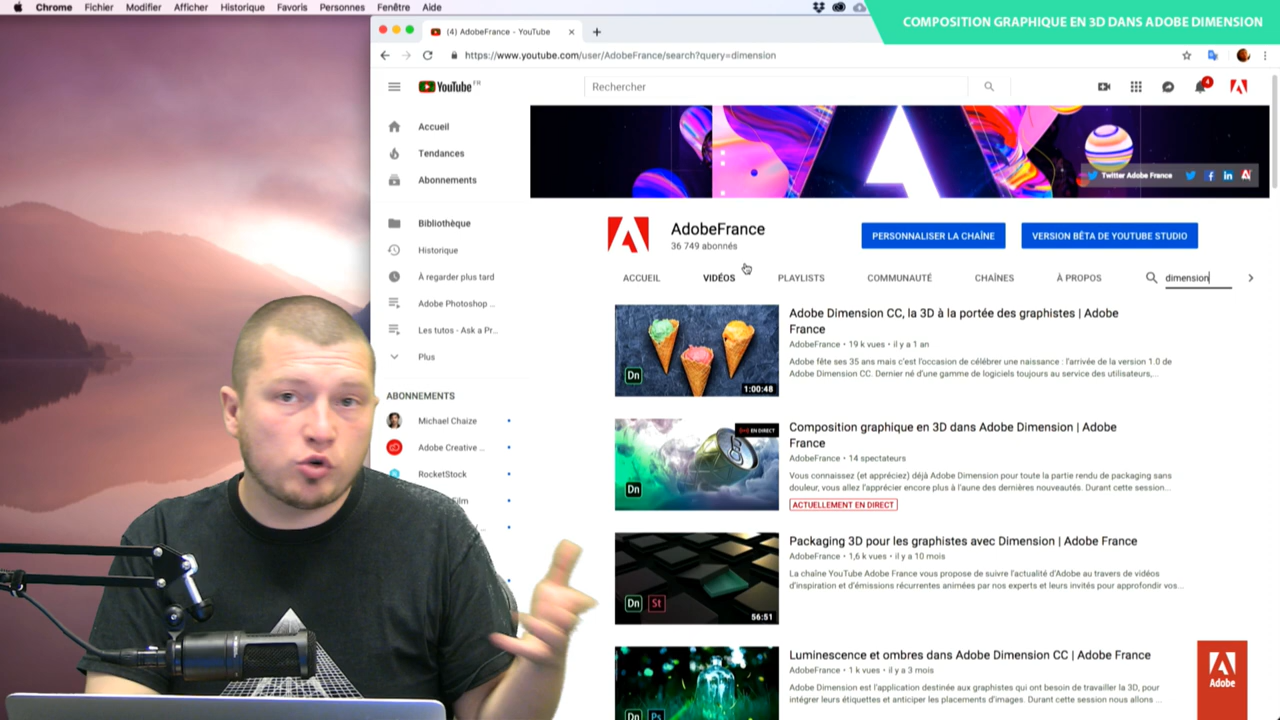 Chrome Fichier Modifier Afficher Historique Favoris Personnes Fenêtre Aide
COMPOSITION GRAPHIQUE EN 3D DANS ADOBE DIMENSION
(4) AdobeFrance - YouTube
https://www.youtube.com/user/AdobeFrance/search?query=dimension
YouTube FR
Rechercher
4
Accueil
Tendances
Abonnements
Bibliothèque
Historique
À regarder plus tard
Adobe Photoshop ...
Les tutos - Ask a Pr...
Plus
ABONNEMENTS
Michael Chaize
Adobe Creative ...
RocketStock
Film
Twitter Adobe France
AdobeFrance
36 749 abonnés
PERSONNALISER LA CHAÎNE
VERSION BÊTA DE YOUTUBE STUDIO
ACCUEIL VIDÉOS PLAYLISTS COMMUNAUTÉ CHAÎNES À PROPOS dimension
Dn
1:00:48
Adobe Dimension CC, la 3D à la portée des graphistes | Adobe
France
AdobeFrance • 19 k vues • il y a 1 an
Adobe fête ses 35 ans mais c'est l'occasion de célébrer une naissance : l'arrivée de la version 1.0 de
Adobe Dimension CC. Dernier né d'une gamme de logiciels toujours au service des utilisateurs,...
EN DIRECT
Dn
Composition graphique en 3D dans Adobe Dimension | Adobe
France
AdobeFrance • 14 spectateurs
Vous connaissez (et appréciez) déjà Adobe Dimension pour toute la partie rendu de packaging sans
douleur, vous allez l'apprécier encore plus à l'aune des dernières nouveautés. Durant cette session...
ACTUELLEMENT EN DIRECT
Dn St
56:51
Packaging 3D pour les graphistes avec Dimension | Adobe France
AdobeFrance • 1,6 k vues • il y a 10 mois
La chaîne YouTube Adobe France vous propose de suivre l'actualité d'Adobe au travers de vidéos
d'inspiration et d'émissions récurrentes animées par nos experts et leurs invités pour approfondir vos...
Dn Ps
Luminescence et ombres dans Adobe Dimension CC | Adobe France
AdobeFrance • 1 k vues • il y a 3 mois
Adobe Dimension est l'application destinée aux graphistes qui ont besoin de travailler la 3D, pour
intégrer leurs étiquettes et anticiper les placements d'images. Durant cette session nous allons ...
Adobe